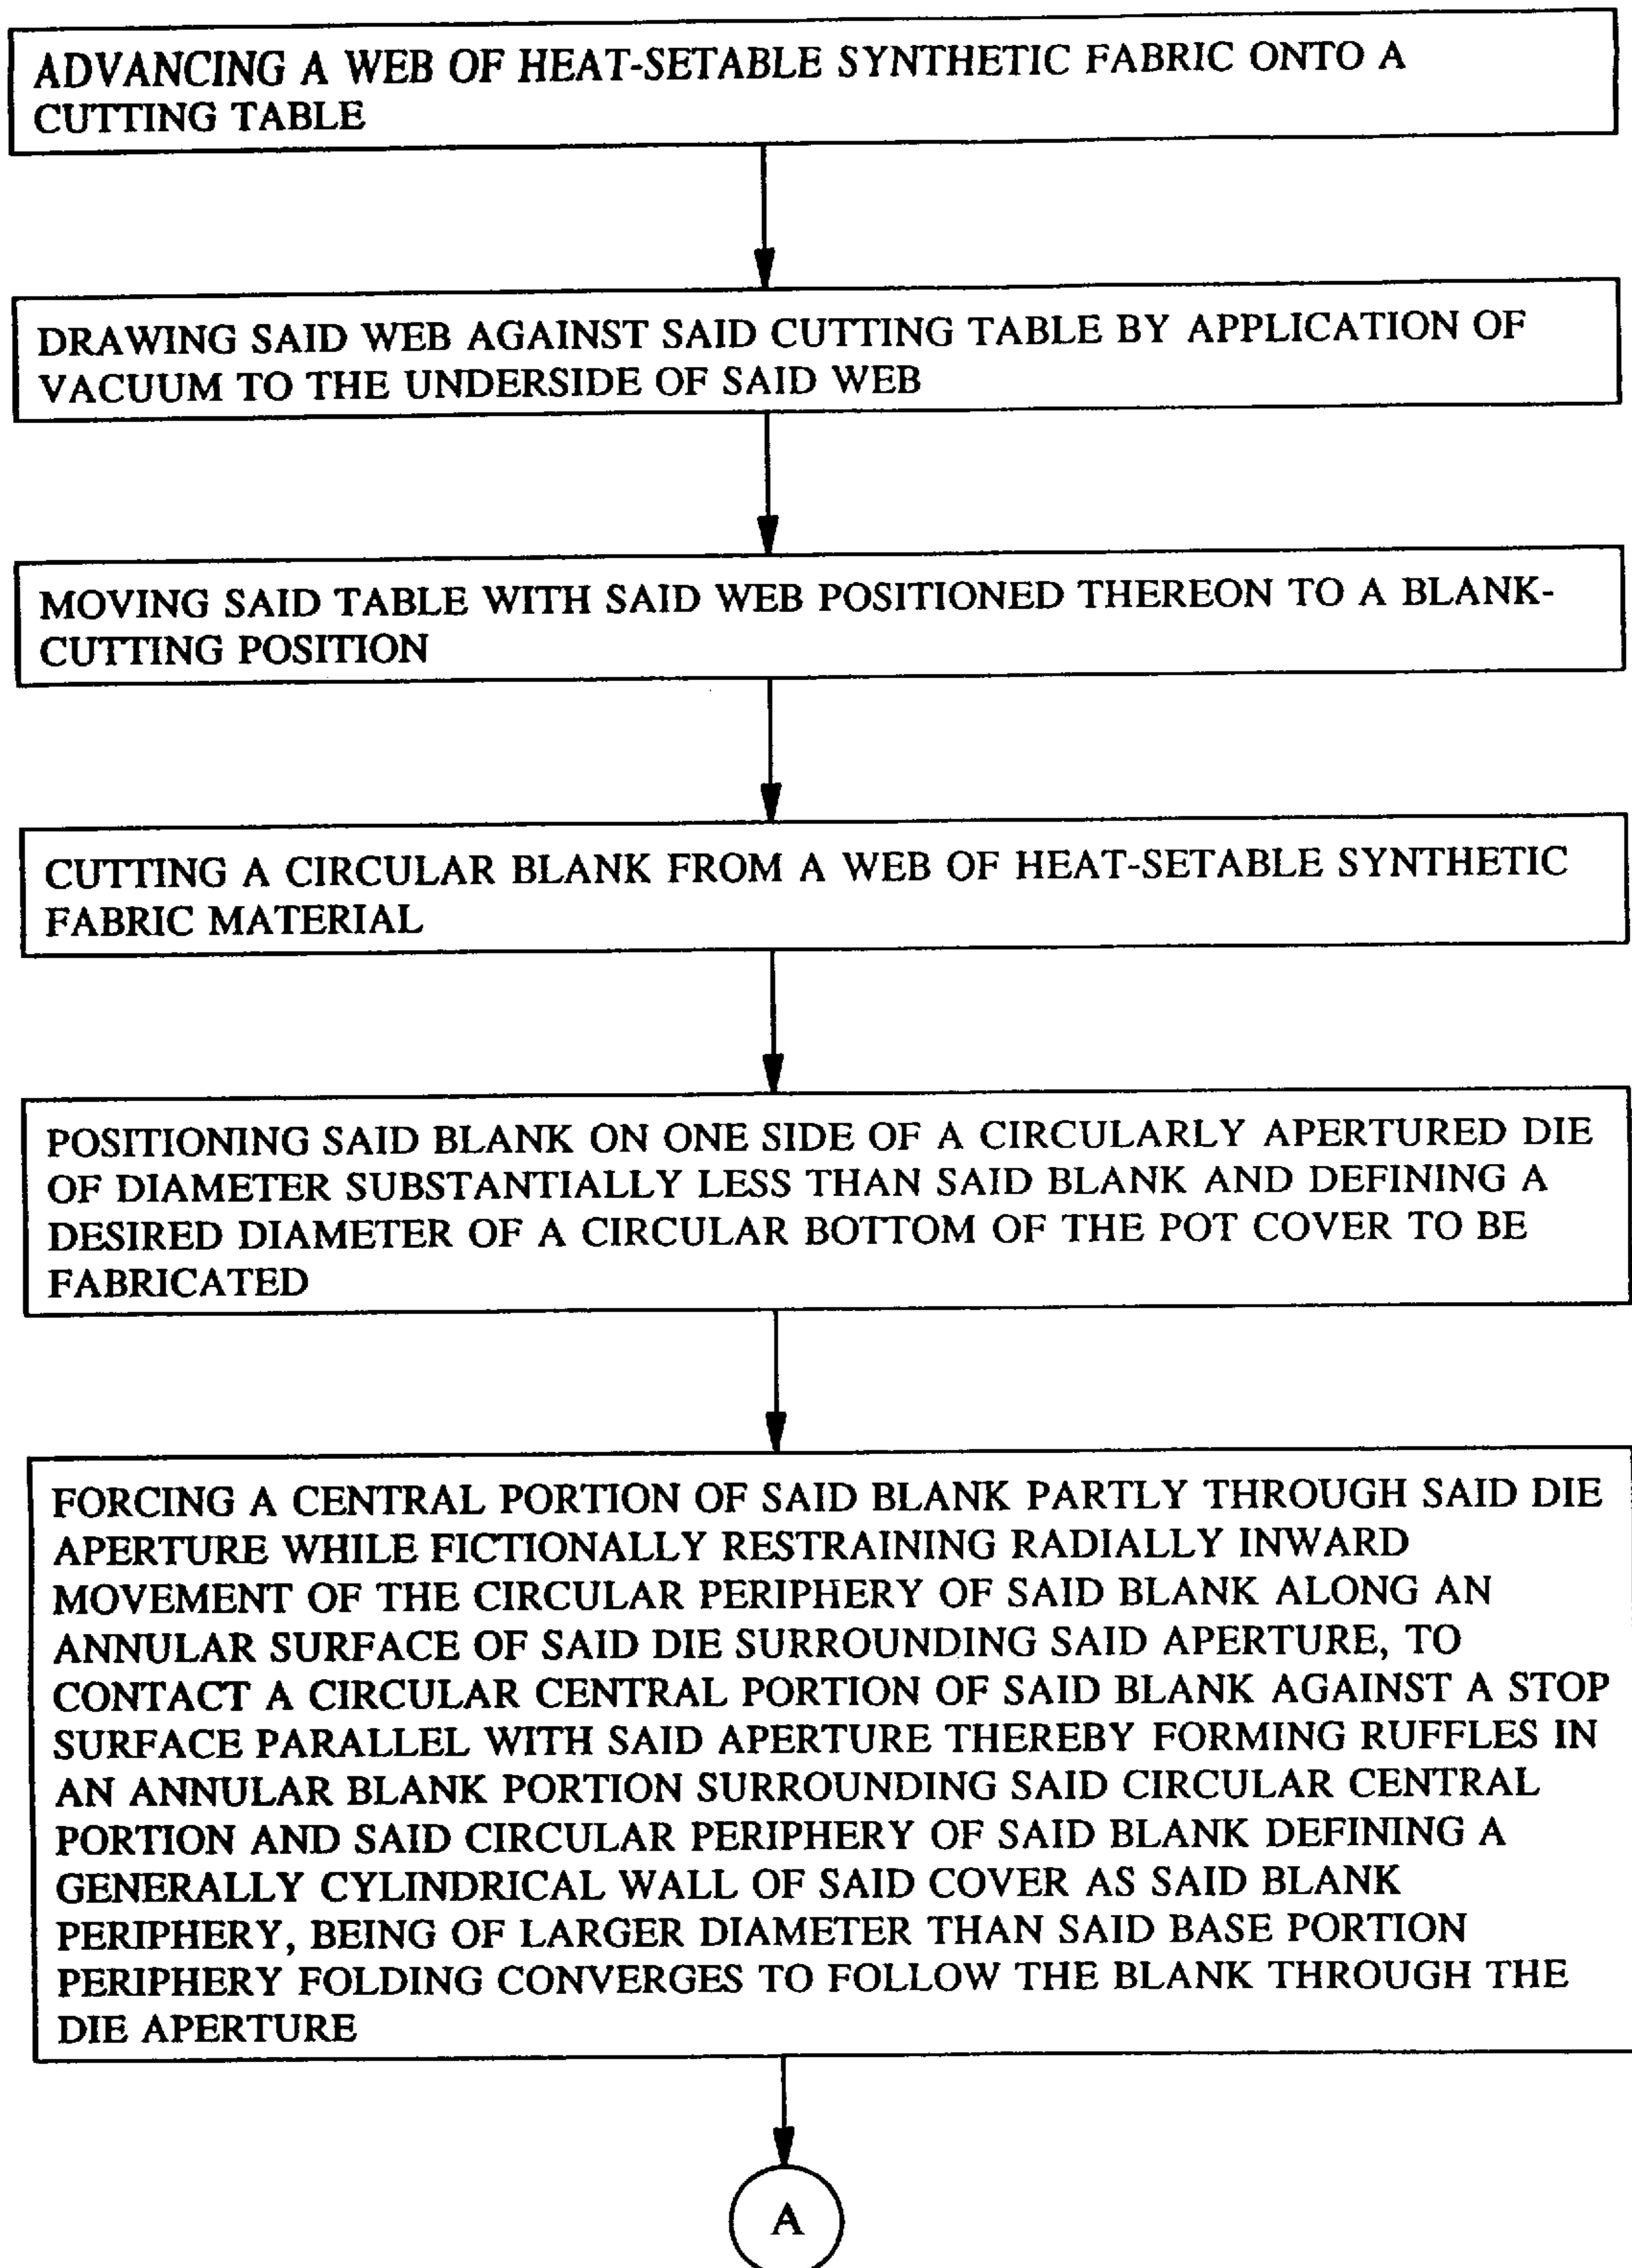 ADVANCING A WEB OF HEAT-SETABLE SYNTHETIC FABRIC ONTO A
CUTTING TABLE
DRAWING SAID WEB AGAINST SAID CUTTING TABLE BY APPLICATION OF
VACUUM TO THE UNDERSIDE OF SAID WEB
MOVING SAID TABLE WITH SAID WEB POSITIONED THEREON TO A BLANK-
CUTTING POSITION
CUTTING A CIRCULAR BLANK FROM A WEB OF HEAT-SETABLE SYNTHETIC
FABRIC MATERIAL
POSITIONING SAID BLANK ON ONE SIDE OF A CIRCULARLY APERTURED DIE
OF DIAMETER SUBSTANTIALLY LESS THAN SAID BLANK AND DEFINING A
DESIRED DIAMETER OF A CIRCULAR BOTTOM OF THE POT COVER TO BE
FABRICATED
FORCING A CENTRAL PORTION OF SAID BLANK PARTLY THROUGH SAID DIE
APERTURE WHILE FICTIONALLY RESTRAINING RADIALLY INWARD
MOVEMENT OF THE CIRCULAR PERIPHERY OF SAID BLANK ALONG AN
ANNULAR SURFACE OF SAID DIE SURROUNDING SAID APERTURE, TO
CONTACT A CIRCULAR CENTRAL PORTION OF SAID BLANK AGAINST A STOP
SURFACE PARALLEL WITH SAID APERTURE THEREBY FORMING RUFFLES IN
AN ANNULAR BLANK PORTION SURROUNDING SAID CIRCULAR CENTRAL
PORTION AND SAID CIRCULAR PERIPHERY OF SAID BLANK DEFINING A
GENERALLY CYLINDRICAL WALL OF SAID COVER AS SAID BLANK
PERIPHERY, BEING OF LARGER DIAMETER THAN SAID BASE PORTION
PERIPHERY FOLDING CONVERGES TO FOLLOW THE BLANK THROUGH THE
DIE APERTURE
A